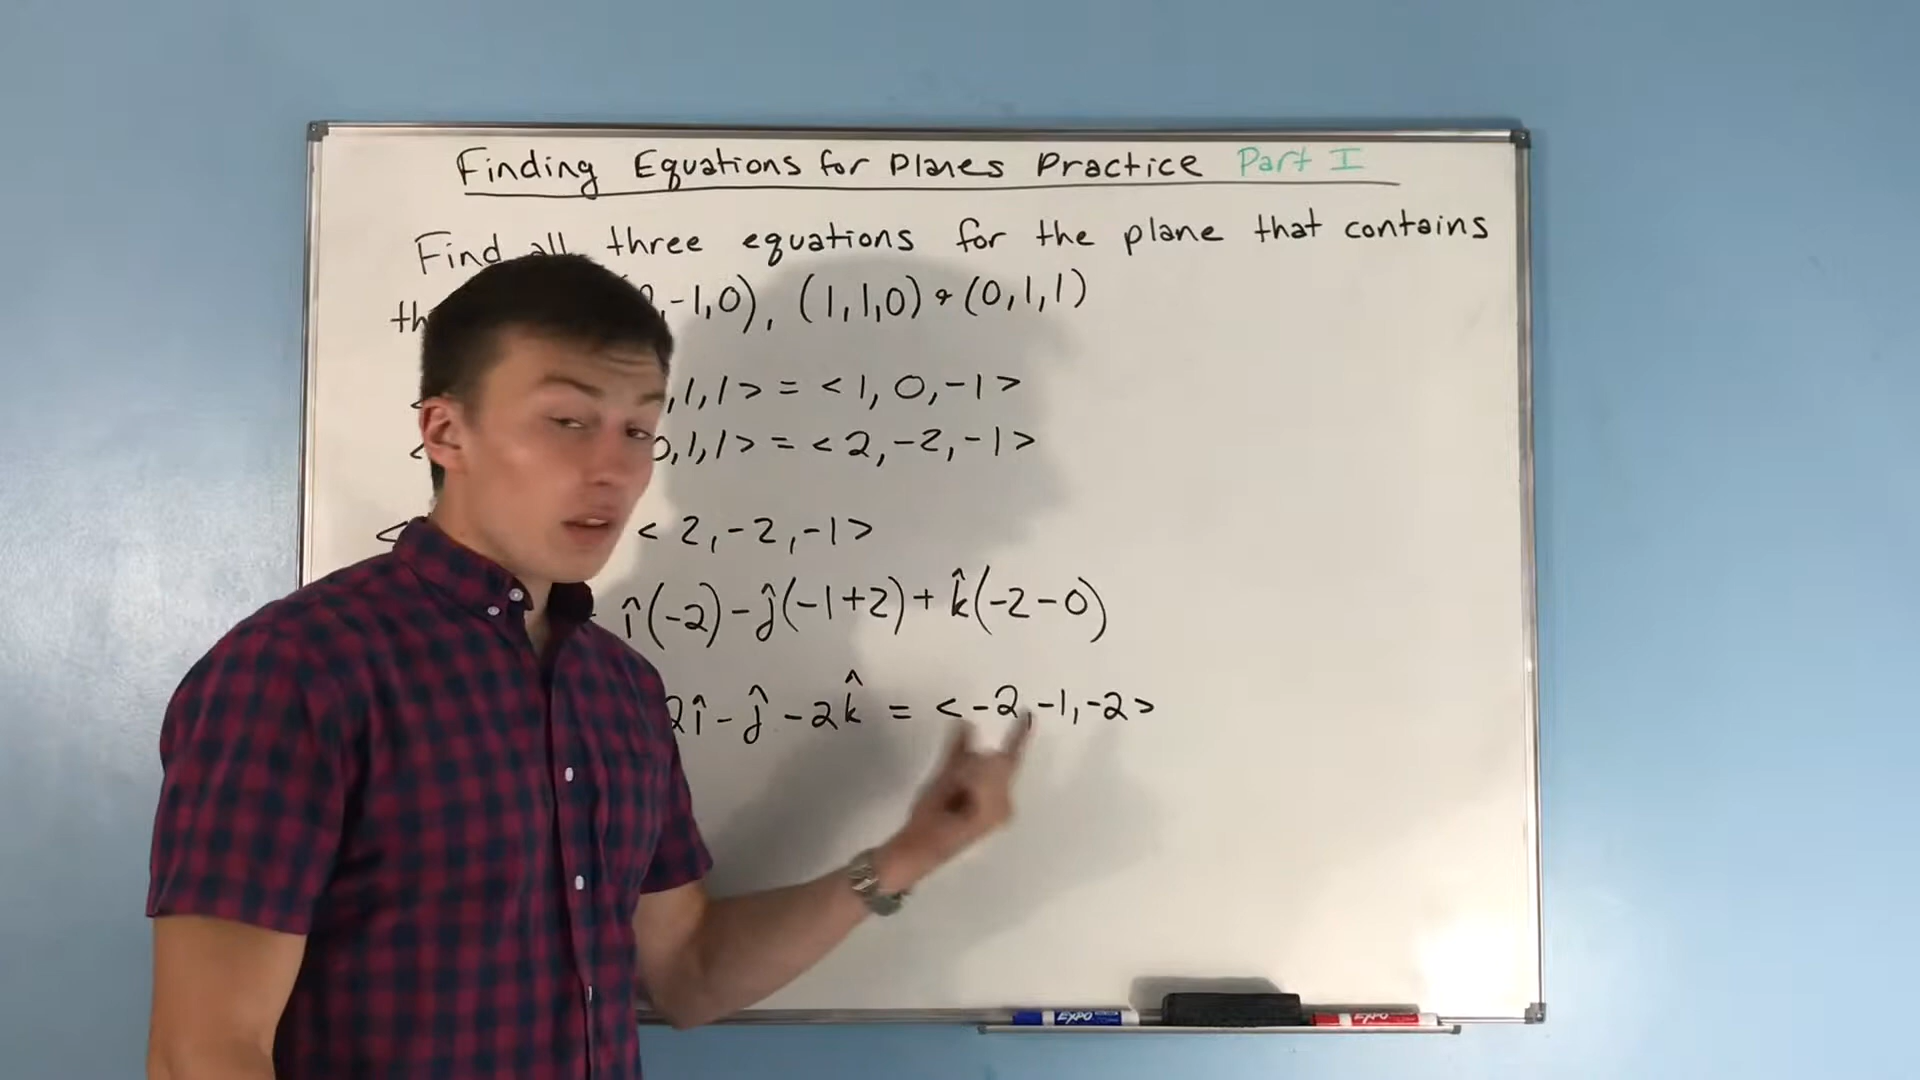 Finding Equations for Planes Practice Part I
Find all three equations for the plane that contains
-1,0), (1,1,0) & (0,1,1)
,1,1> = <1, 0,-1>
0,1,1> = <2,-2,-1>
< <2,-2,-1>
î(-2)-ĵ(-1+2)+k̂(-2-0)
2î-ĵ-2k̂ = <-2,-1,-2>
EXPO EXPO